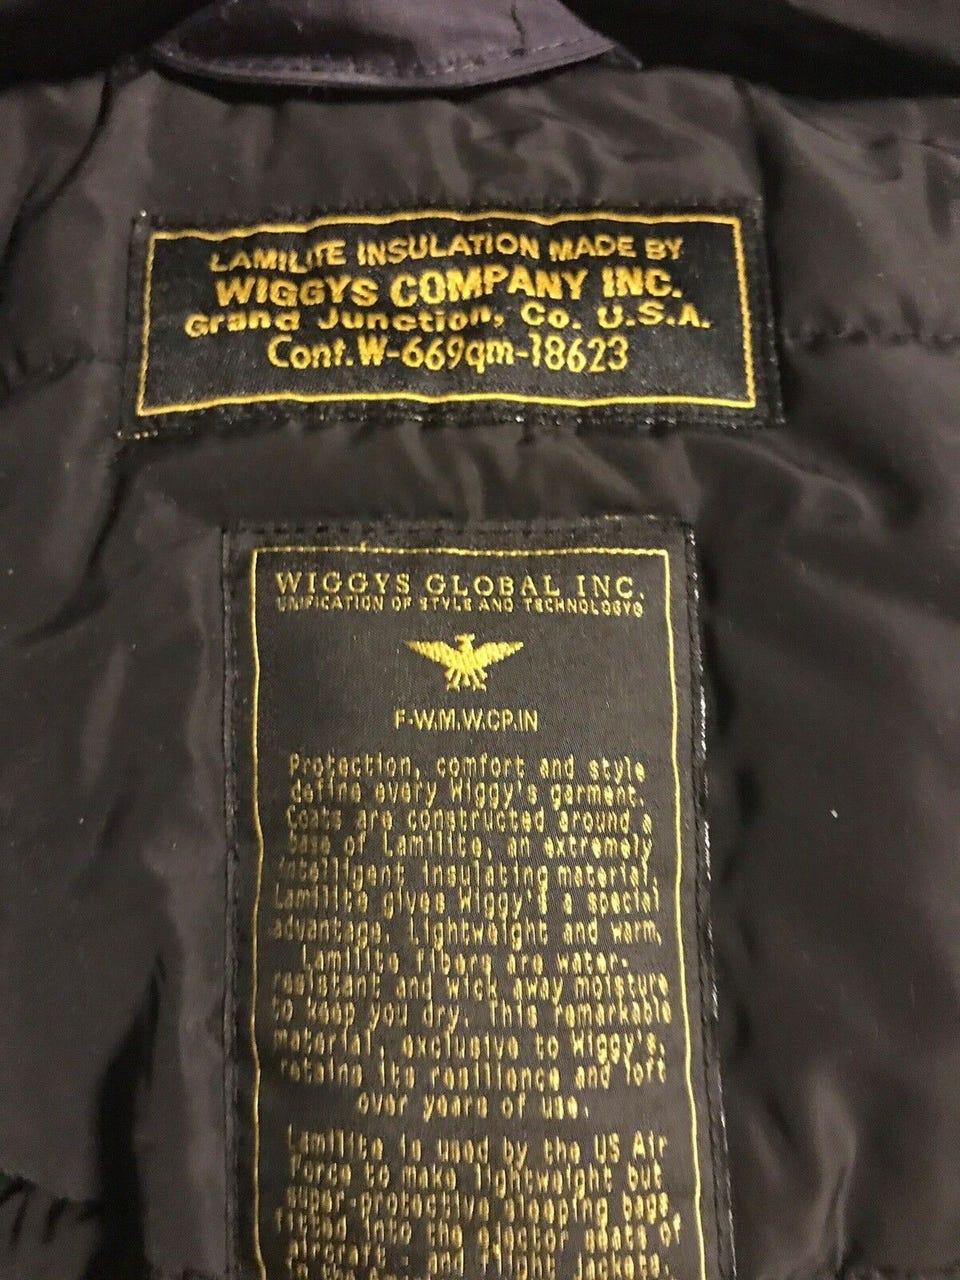 LAMILITE INSULATION MADE BY
WIGGYS COMPANY INC.
Grand Junction, Co. U.S.A.
Cont. W-669qm-18623
WIGGYS GLOBAL INC.
UNIFICATION OF STYLE AND TECHNOLOGYS
F-W.M.W.CP.IN
Protection, comfort and style
define every Wiggy's garment.
Coats are constructed around a
base of Lamilite, an extremely
intelligent insulating material.
Lamilite gives Wiggy's a special
advantage. Lightweight and warm,
Lamilite fibers are water-
resistant and wick away moisture
to keep you dry. This remarkable
material, exclusive to Wiggy's,
retains its resilience and loft
over years of use.
Lamilite is used by the US Air
Force to make lightweight but
super-protective sleeping bags
fitted into the ejector seats of
aircraft and flight jackets.